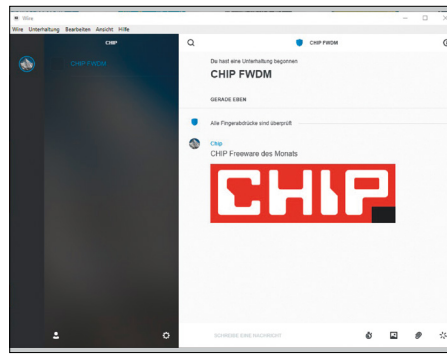 Wire
Wire Unterhaltung Bearbeiten Ansicht Hilfe
CHIP
CHIP FWDM
CHIP FWDM
Du hast eine Unterhaltung begonnen
CHIP FWDM
GERADE EBEN
Alle Fingerabdrücke sind überprüft
Chip
CHIP Freeware des Monats
CHIP
SCHREIBE EINE NACHRICHT